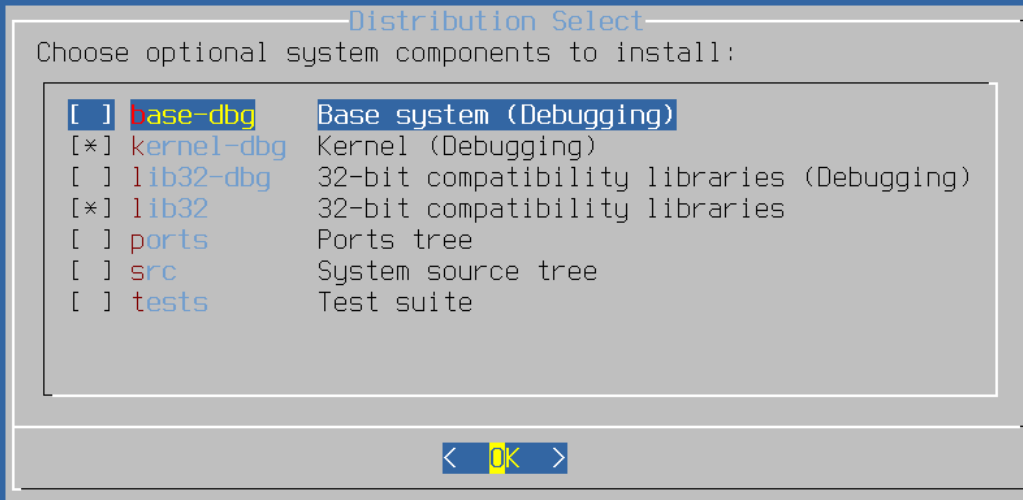 Distribution Select
Choose optional system components to install:
[ ] base-dbg Base system (Debugging)
[*] kernel-dbg Kernel (Debugging)
[ ] lib32-dbg 32-bit compatibility libraries (Debugging)
[*] lib32 32-bit compatibility libraries
[ ] ports Ports tree
[ ] src System source tree
[ ] tests Test suite
< OK >